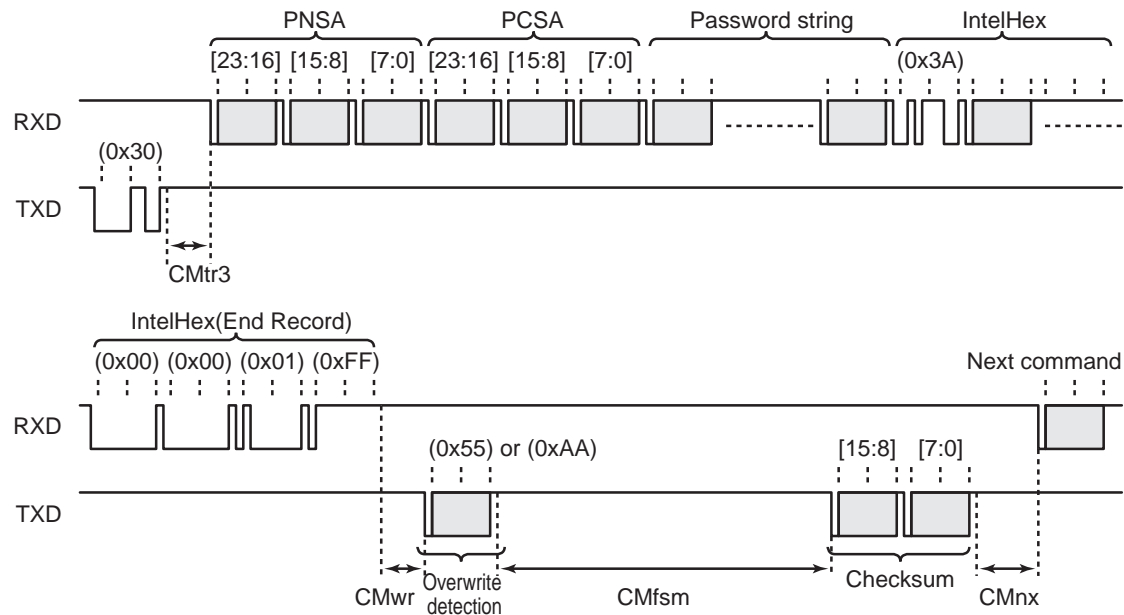 PNSA PCSA Password string IntelHex
[23:16] [15:8] [7:0] [23:16] [15:8] [7:0] (0x3A)
RXD
(0x30)
TXD
CMtr3
IntelHex(End Record)
(0x00) (0x00) (0x01) (0xFF) Next command
RXD
(0x55) or (0xAA) [15:8] [7:0]
TXD
CMwr Overwrite detection CMfsm Checksum CMnx